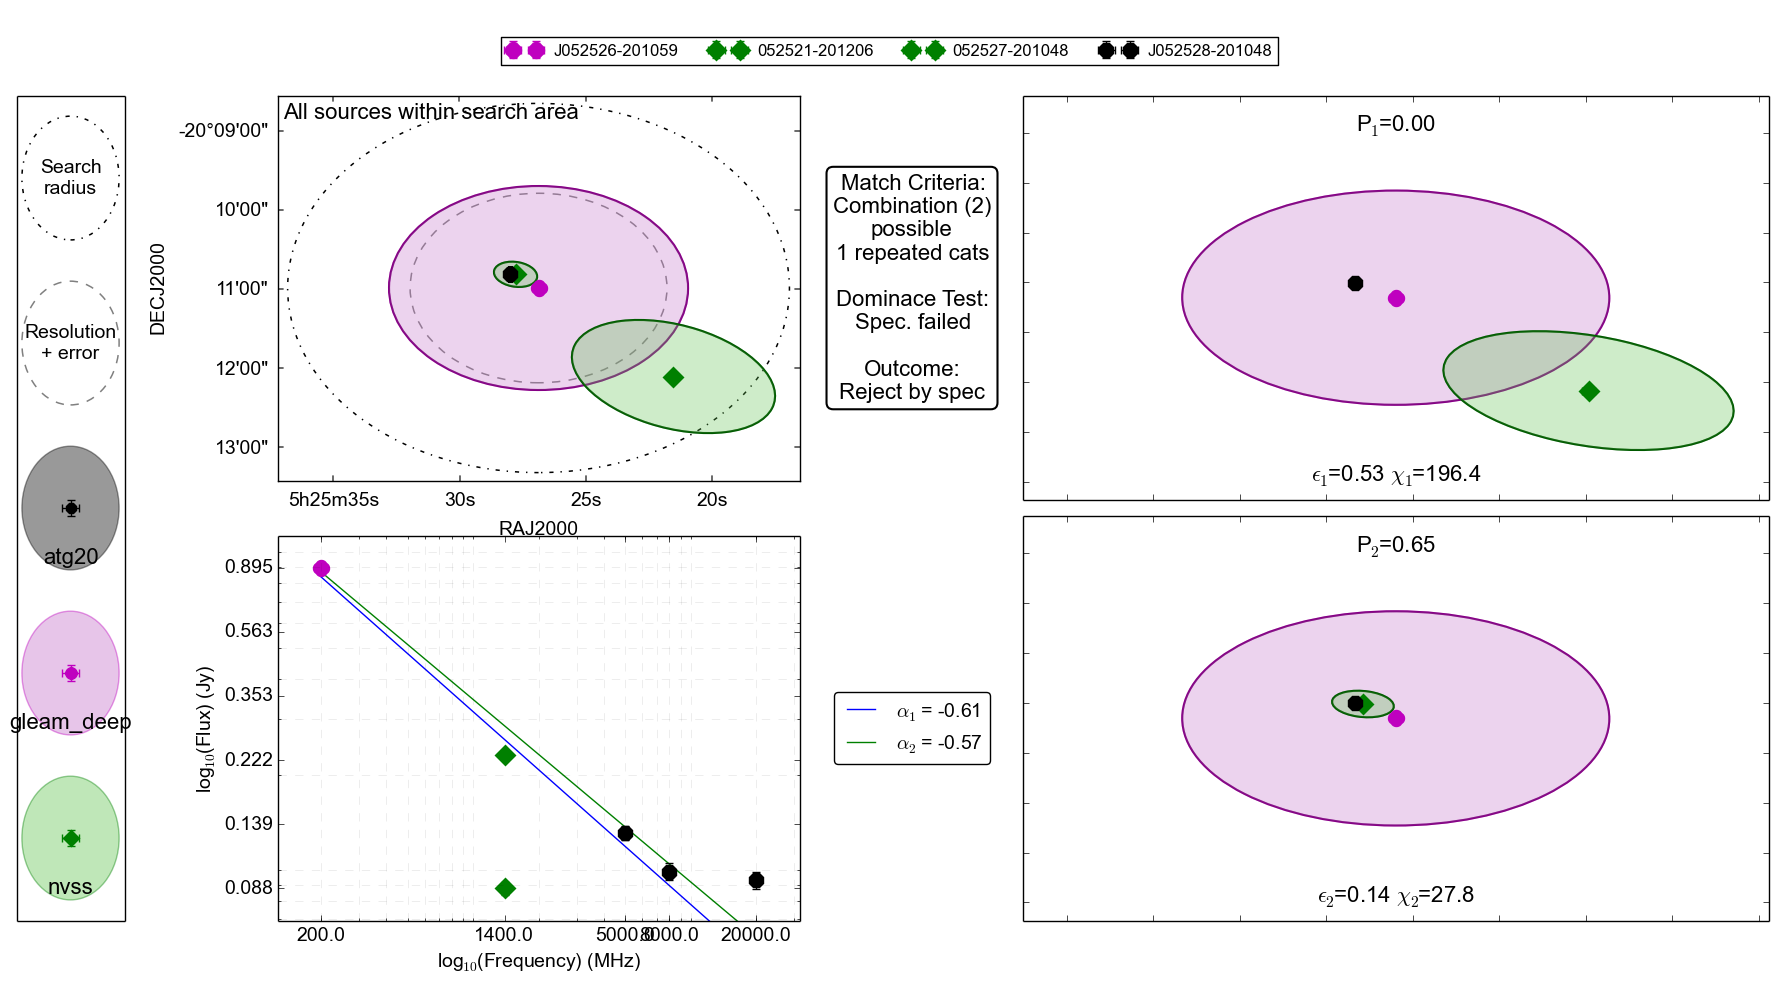 J052526-201059
052521-201206
052527-201048
J052528-201048
Search
radius
Resolution
+ error
atg20
gleam_deep
nvss
All sources within search area
DECJ2000
-20°09'00"
10'00"
11'00"
12'00"
13'00"
5h25m35s
30s
25s
20s
RAJ2000
Match Criteria:
Combination (2)
possible
1 repeated cats
Dominace Test:
Spec. failed
Outcome:
Reject by spec
P₁=0.00
ϵ₁=0.53 χ₁=196.4
log₁₀(Flux) (Jy)
0.895
0.563
0.353
0.222
0.139
0.088
200.0
1400.0
5000.0
8000.0
20000.0
log₁₀(Frequency) (MHz)
α₁ = -0.61
α₂ = -0.57
P₂=0.65
ϵ₂=0.14 χ₂=27.8